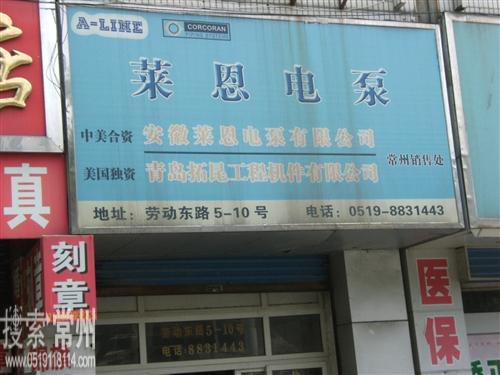 A-LINE
CORCORAN
莱恩电泵
中美合资 安徽莱恩电泵有限公司
美国独资 青岛拓昆工程机件有限公司
常州销售处
地址：劳动东路5-10号 电话：0519-8831443
真
刻章
劳动东路5-10号
电话：8831443
医保
搜索常州
www.0519118114.com